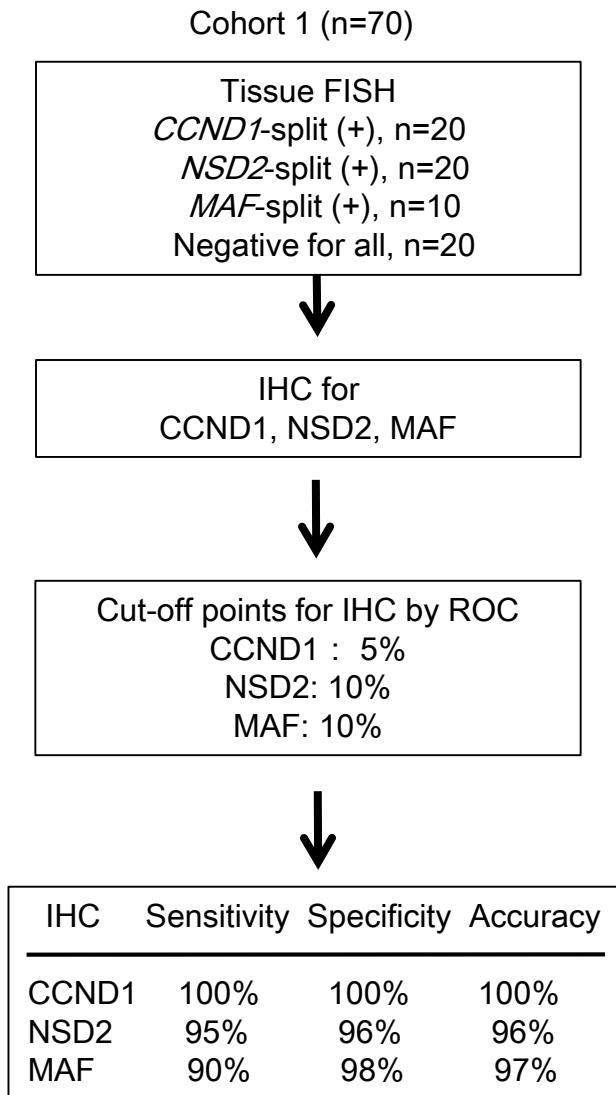 Cohort 1 (n=70)
Tissue FISH
CCND1-split (+), n=20
NSD2-split (+), n=20
MAF-split (+), n=10
Negative for all, n=20
IHC for
CCND1, NSD2, MAF
Cut-off points for IHC by ROC
CCND1 : 5%
NSD2: 10%
MAF: 10%
IHC Sensitivity Specificity Accuracy
CCND1 100% 100% 100%
NSD2 95% 96% 96%
MAF 90% 98% 97%